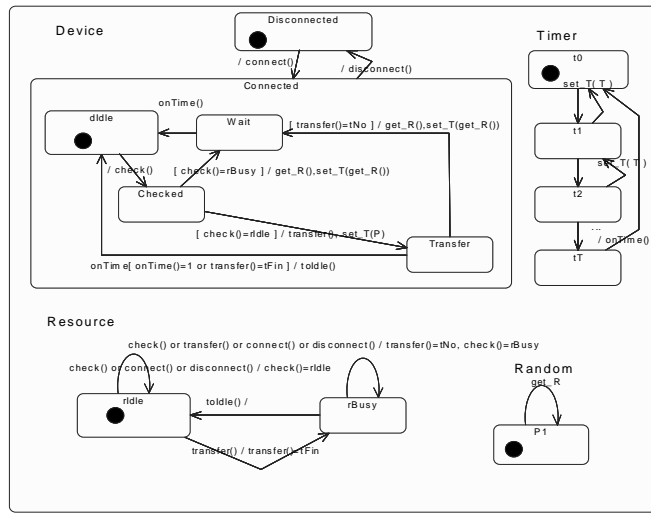 Disconnected
Device
Timer
/ connect()
/ disconnect()
t0
set_T( T )
Connected
onTime()
[ transfer()=tNo ] / get_R(),set_T(get_R())
dIdle
Wait
t1
/ check()
[ check()=rBusy ] / get_R(),set_T(get_R())
set_T( T )
Checked
t2
[ check()=rIdle ] / transfer(), set_T(P)
...
/ onTime()
Transfer
tT
onTime[ onTime()=1 or transfer()=tFin ] / toIdle()
Resource
check() or transfer() or connect() or disconnect() / transfer()=tNo, check()=rBusy
check() or connect() or disconnect() / check()=rIdle
Random
get_R
rIdle
toIdle() /
rBusy
P1
transfer() / transfer()=tFin